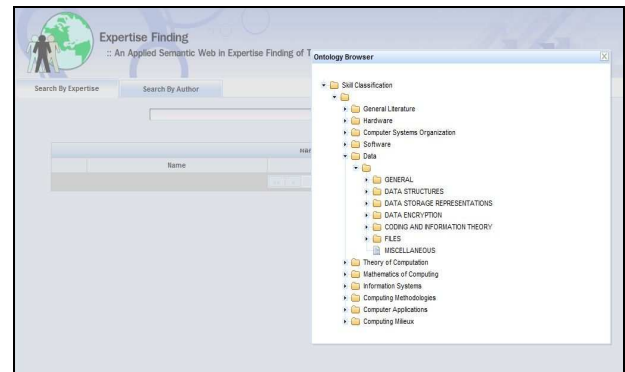 Expertise Finding
:: An Applied Semantic Web in Expertise Finding of T
Ontology Browser
Search By Expertise
Search By Author
Name
Skill Classification
General Literature
Hardware
Computer Systems Organization
Software
Data
GENERAL
DATA STRUCTURES
DATA STORAGE REPRESENTATIONS
DATA ENCRYPTION
CODING AND INFORMATION THEORY
FILES
MISCELLANEOUS
Theory of Computation
Mathematics of Computing
Information Systems
Computing Methodologies
Computer Applications
Computing Milieux